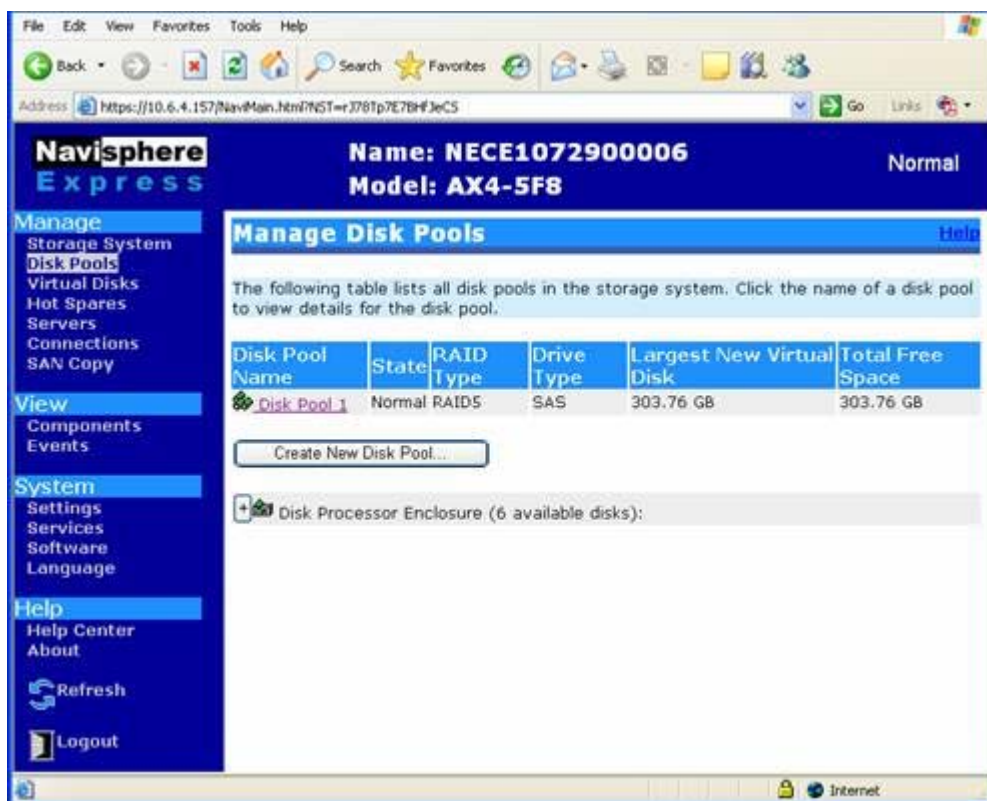 File Edit View Favorites Tools Help
Back Search Favorites
Address https://10.6.4.157/NaviMain.html?NST=rJ78Tp7E7BHfJeCS Go Links
Navisphere
Express
Name: NECE1072900006
Model: AX4-5F8
Normal
Manage
Storage System
Disk Pools
Virtual Disks
Hot Spares
Servers
Connections
SAN Copy
View
Components
Events
System
Settings
Services
Software
Language
Help
Help Center
About
Refresh
Logout
Manage Disk Pools Help
The following table lists all disk pools in the storage system. Click the name of a disk pool
to view details for the disk pool.
Disk Pool Name State RAID Type Drive Type Largest New Virtual Disk Total Free Space
Disk Pool 1 Normal RAID5 SAS 303.76 GB 303.76 GB
Create New Disk Pool...
+ Disk Processor Enclosure (6 available disks):
Internet